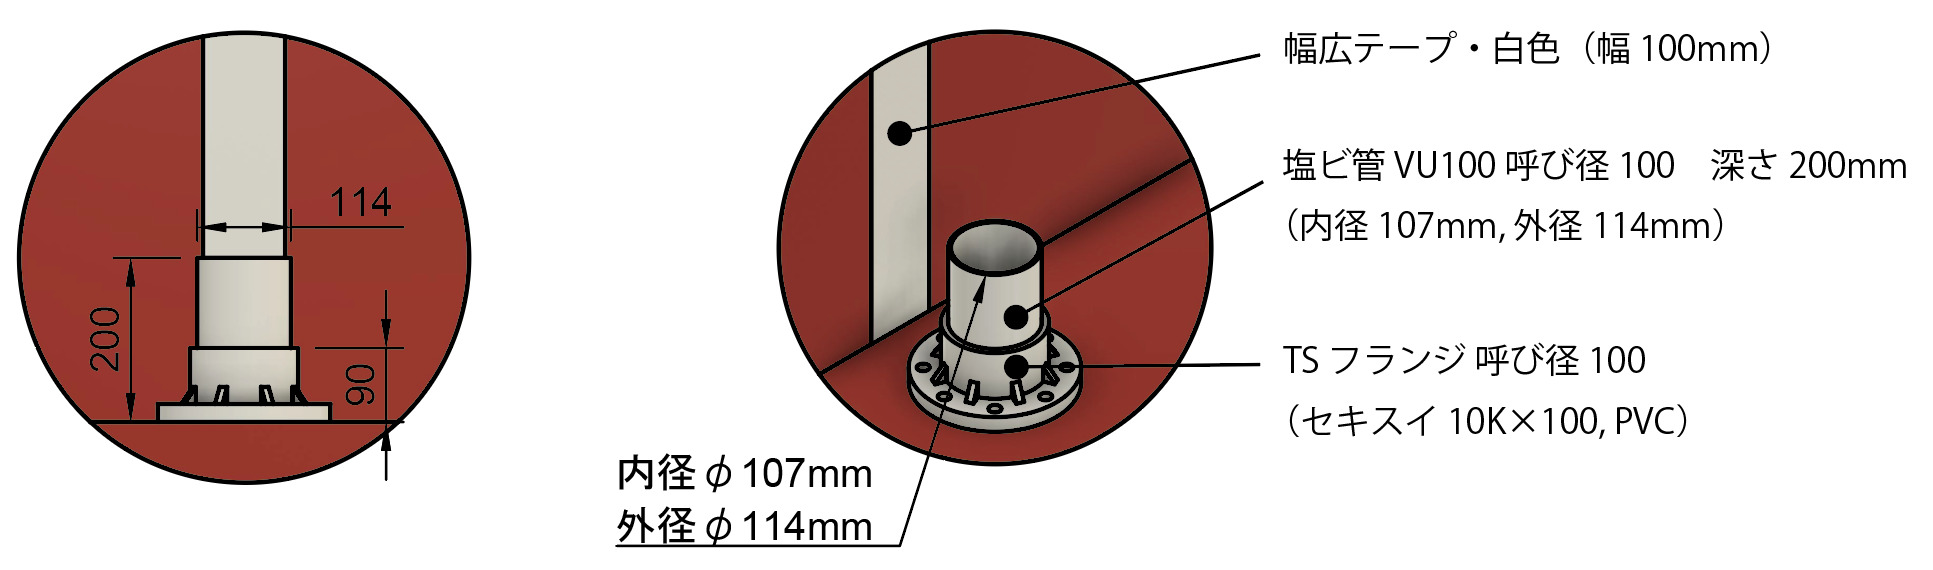 114
200
90
幅広テープ・白色（幅 100mm）
塩ビ管 VU100 呼び径 100　深さ 200mm
（内径 107mm, 外径 114mm）
TS フランジ 呼び径 100
（セキスイ 10K×100, PVC）
内径 φ 107mm
外径 φ 114mm